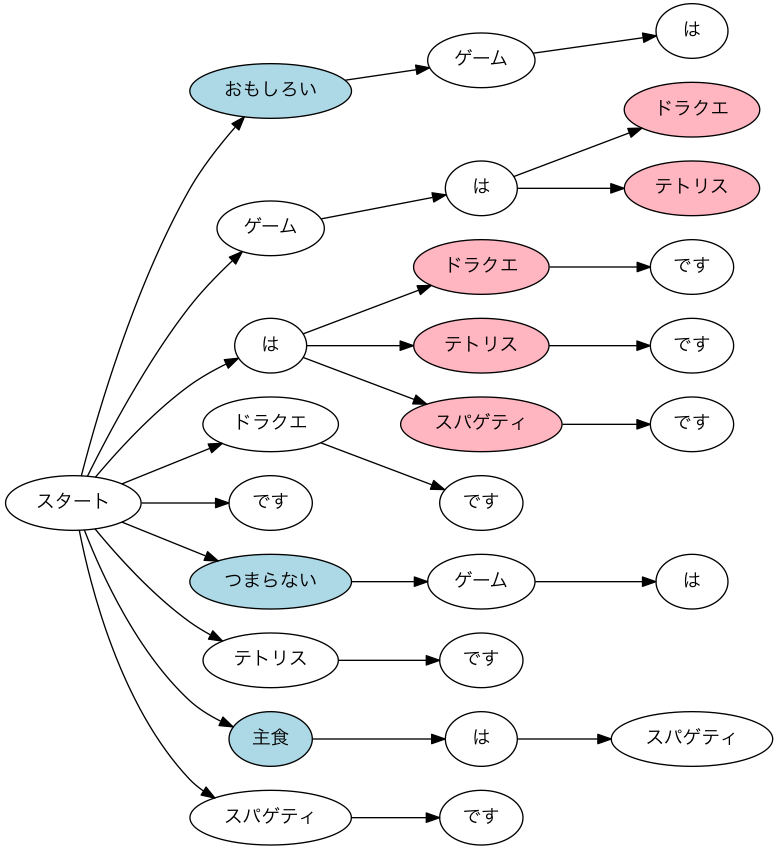 スタート
おもしろい
ゲーム
は
ゲーム
は
ドラクエ
テトリス
は
ドラクエ
です
テトリス
です
スパゲティ
です
ドラクエ
です
です
つまらない
ゲーム
は
テトリス
です
主食
は
スパゲティ
スパゲティ
です